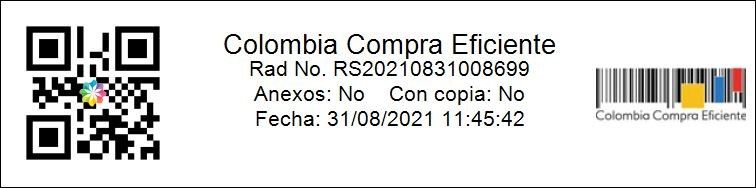 Colombia Compra Eficiente
Rad No. RS20210831008699
Anexos: No    Con copia: No
Fecha: 31/08/2021 11:45:42
Colombia Compra Eficiente